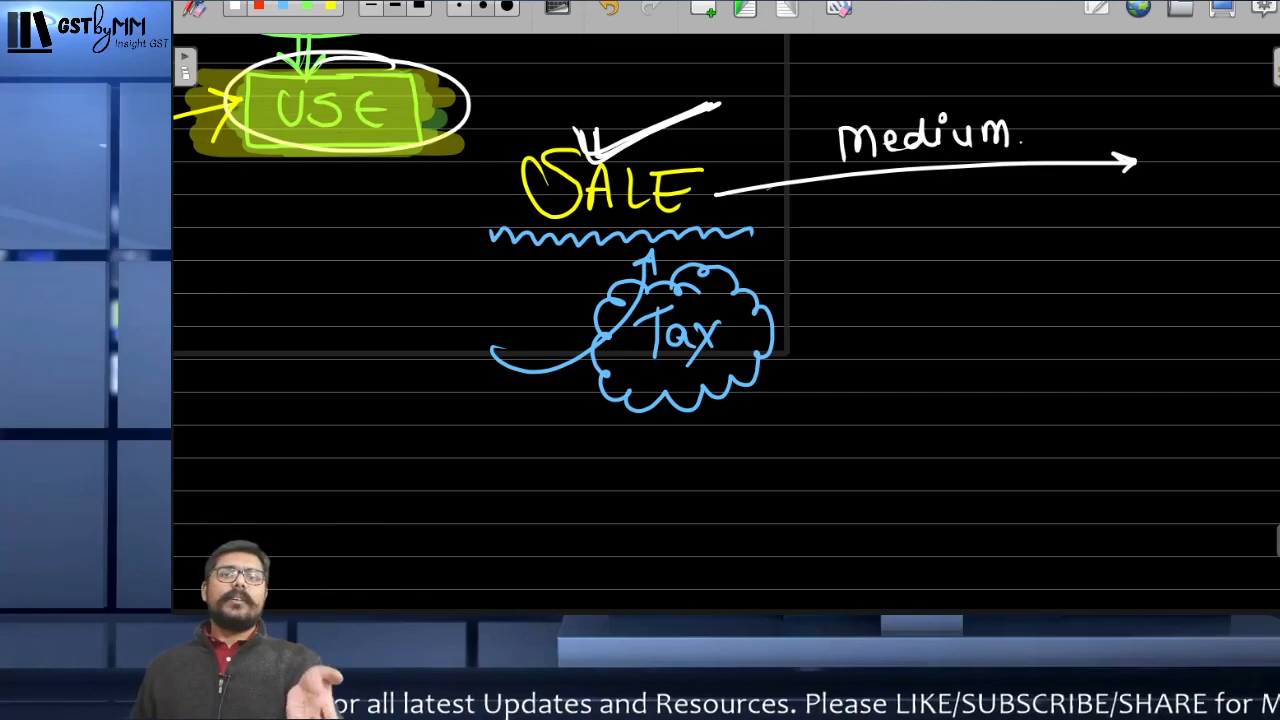 GSTbyMM
Insight GST
USE
Medium.
SALE
Tax
or all latest Updates and Resources. Please LIKE/SUBSCRIBE/SHARE for M